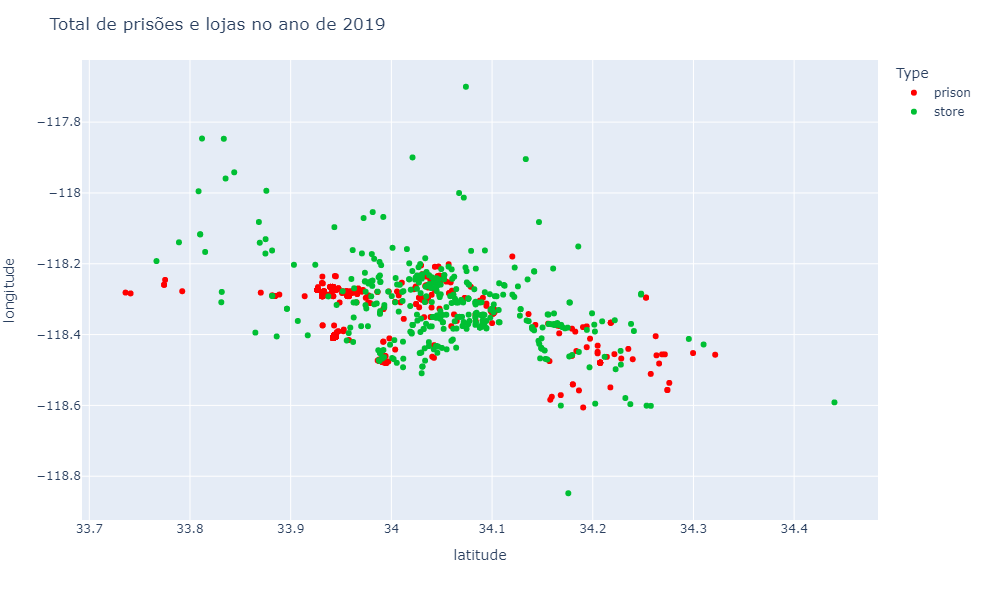 Total de prisões e lojas no ano de 2019
Type
prison
store
longitude
−117.8
−118
−118.2
−118.4
−118.6
−118.8
33.7 33.8 33.9 34 34.1 34.2 34.3 34.4
latitude